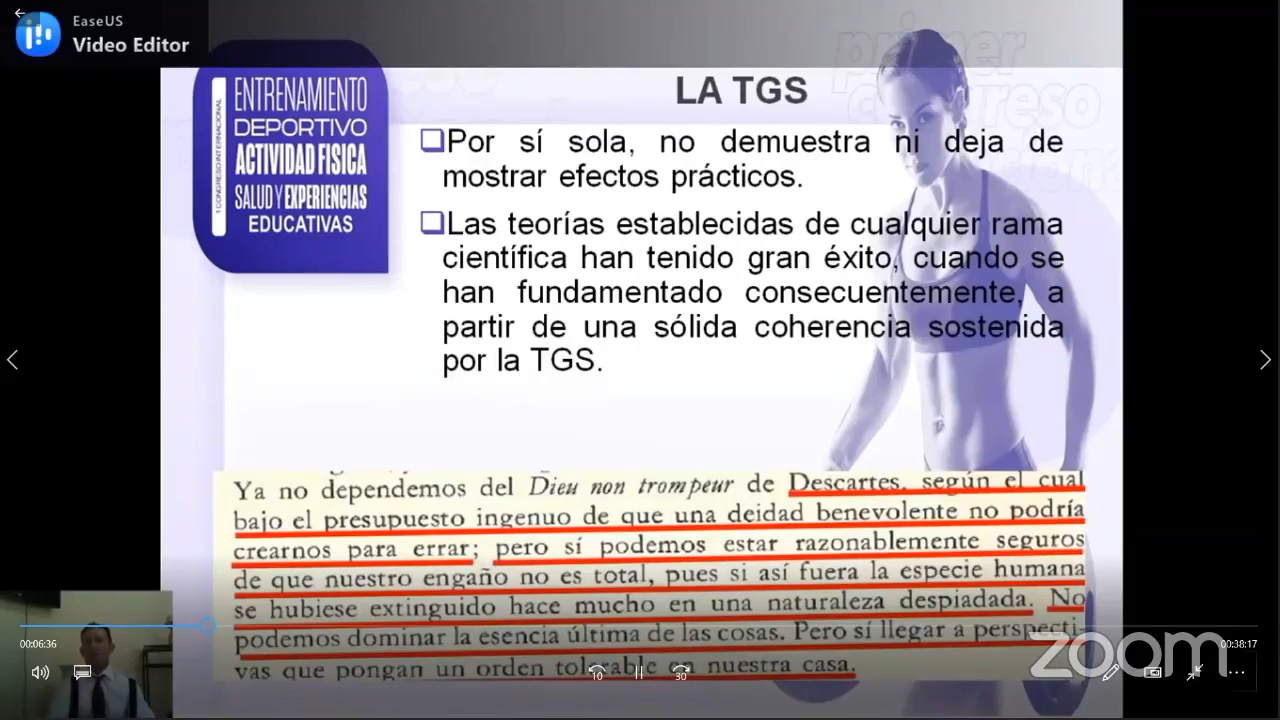 EaseUS
Video Editor
1 CONGRESO INTERNACIONAL
ENTRENAMIENTO
DEPORTIVO
ACTIVIDAD FISICA
SALUD Y EXPERIENCIAS
EDUCATIVAS
primer
congreso
LA TGS
Por sí sola, no demuestra ni deja de
mostrar efectos prácticos.
Las teorías establecidas de cualquier rama
científica han tenido gran éxito, cuando se
han fundamentado consecuentemente, a
partir de una sólida coherencia sostenida
por la TGS.
Ya no dependemos del Dieu non trompeur de Descartes, según el cual
bajo el presupuesto ingenuo de que una deidad benevolente no podría
crearnos para errar; pero sí podemos estar razonablemente seguros
de que nuestro engaño no es total, pues si así fuera la especie humana
se hubiese extinguido hace mucho en una naturaleza despiadada. No
podemos dominar la esencia última de las cosas. Pero sí llegar a perspecti-
vas que pongan un orden tolerable en nuestra casa.
00:06:36
00:38:17
10
30
zoom